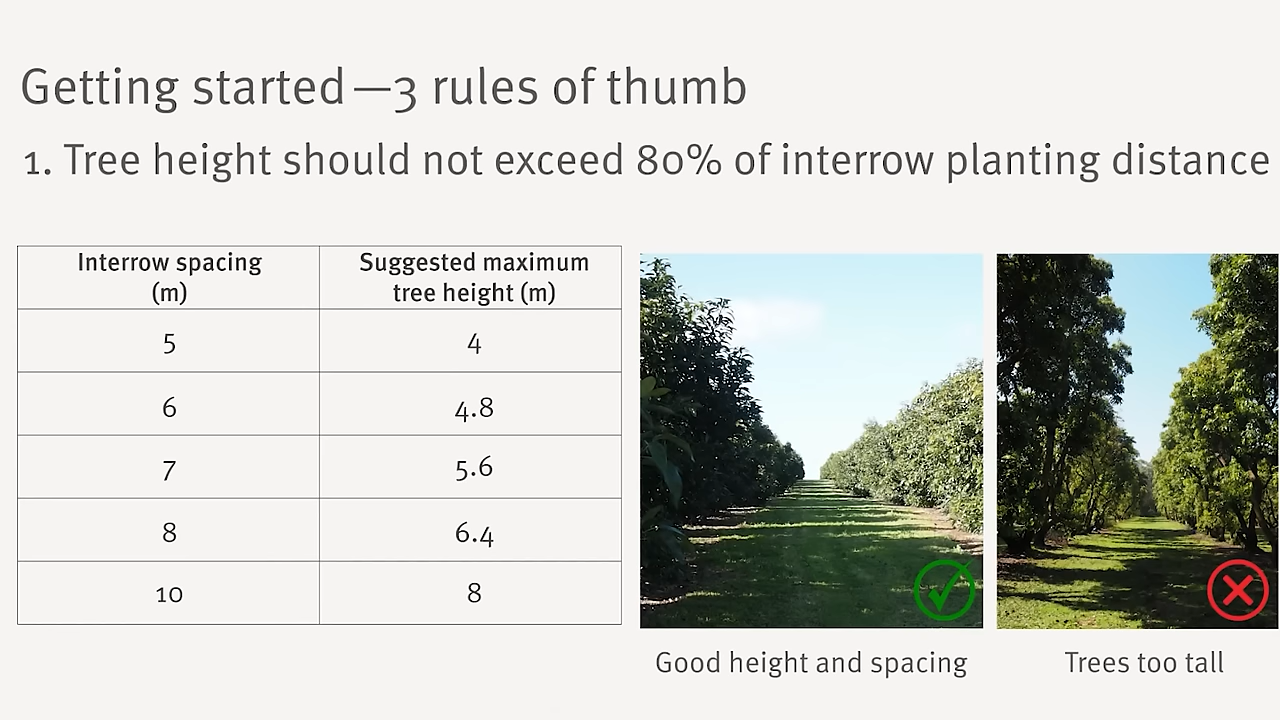 Getting started—3 rules of thumb
1. Tree height should not exceed 80% of interrow planting distance
Interrow spacing
(m)
Suggested maximum
tree height (m)
5
4
6
4.8
7
5.6
8
6.4
10
8
Good height and spacing
Trees too tall